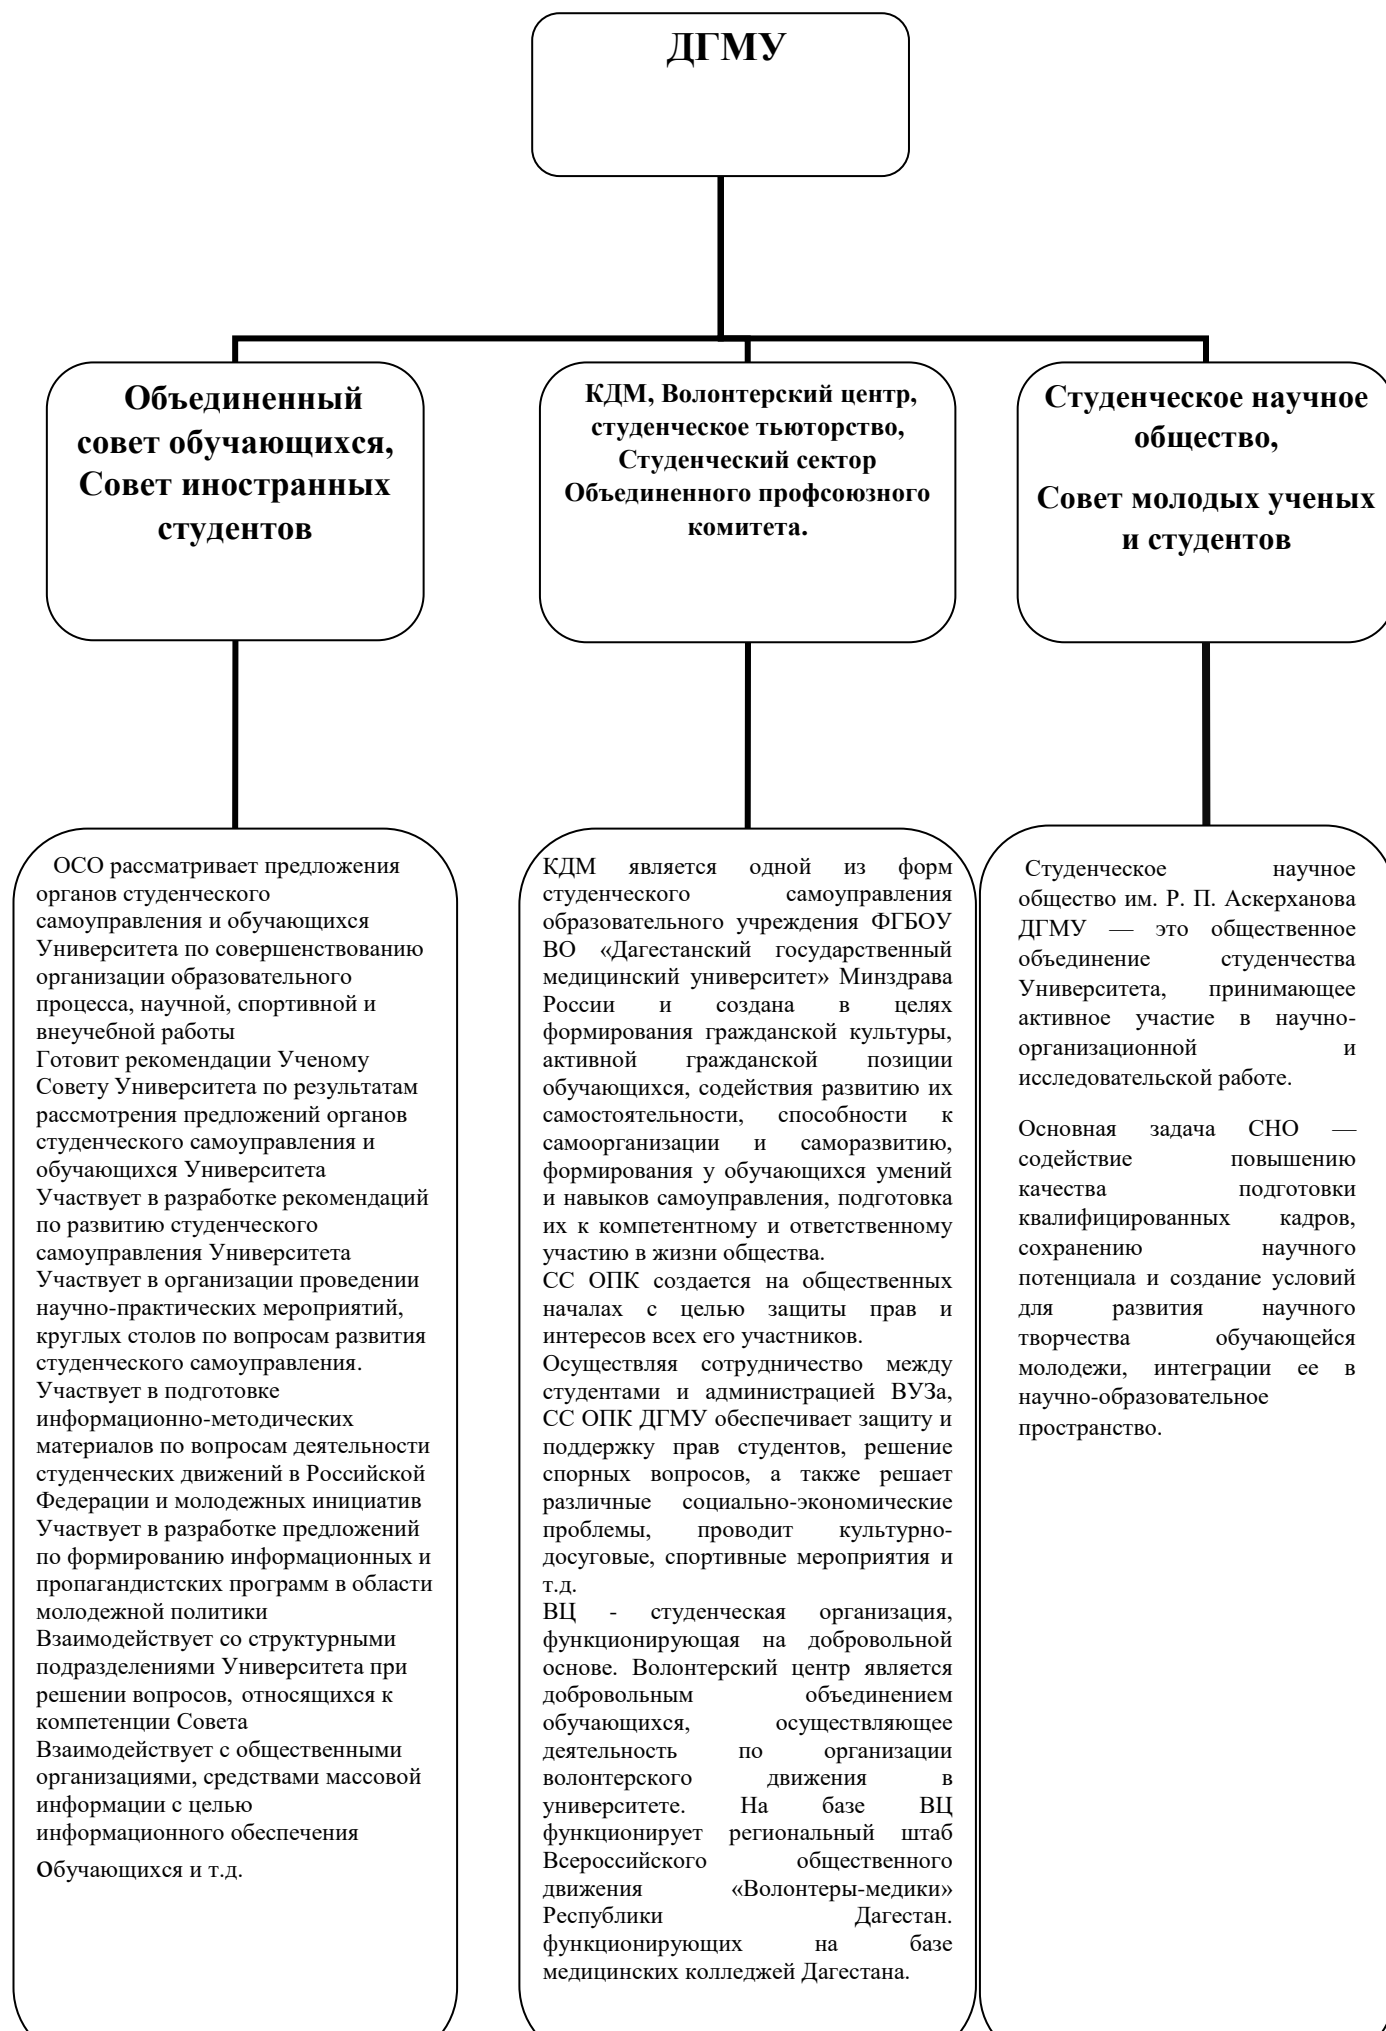 ДГМУ
Объединенный
совет обучающихся,
Совет иностранных
студентов
КДМ, Волонтерский центр,
студенческое тьюторство,
Студенческий сектор
Объединенного профсоюзного
комитета.
Студенческое научное
общество,
Совет молодых ученых
и студентов
ОСО рассматривает предложения
органов студенческого
самоуправления и обучающихся
Университета по совершенствованию
организации образовательного
процесса, научной, спортивной и
внеучебной работы
Готовит рекомендации Ученому
Совету Университета по результатам
рассмотрения предложений органов
студенческого самоуправления и
обучающихся Университета
Участвует в разработке рекомендаций
по развитию студенческого
самоуправления Университета
Участвует в организации проведении
научно-практических мероприятий,
круглых столов по вопросам развития
студенческого самоуправления.
Участвует в подготовке
информационно-методических
материалов по вопросам деятельности
студенческих движений в Российской
Федерации и молодежных инициатив
Участвует в разработке предложений
по формированию информационных и
пропагандистских программ в области
молодежной политики
Взаимодействует со структурными
подразделениями Университета при
решении вопросов, относящихся к
компетенции Совета
Взаимодействует с общественными
организациями, средствами массовой
информации с целью
информационного обеспечения
Обучающихся и т.д.
КДМ является одной из форм
студенческого самоуправления
образовательного учреждения ФГБОУ
ВО «Дагестанский государственный
медицинский университет» Минздрава
России и создана в целях
формирования гражданской культуры,
активной гражданской позиции
обучающихся, содействия развитию их
самостоятельности, способности к
самоорганизации и саморазвитию,
формирования у обучающихся умений
и навыков самоуправления, подготовка
их к компетентному и ответственному
участию в жизни общества.
СС ОПК создается на общественных
началах с целью защиты прав и
интересов всех его участников.
Осуществляя сотрудничество между
студентами и администрацией ВУЗа,
СС ОПК ДГМУ обеспечивает защиту и
поддержку прав студентов, решение
спорных вопросов, а также решает
различные социально-экономические
проблемы, проводит культурно-
досуговые, спортивные мероприятия и
т.д.
ВЦ - студенческая организация,
функционирующая на добровольной
основе. Волонтерский центр является
добровольным объединением
обучающихся, осуществляющее
деятельность по организации
волонтерского движения в
университете. На базе ВЦ
функционирует региональный штаб
Всероссийского общественного
движения «Волонтеры-медики»
Республики Дагестан.
функционирующих на базе
медицинских колледжей Дагестана.
Студенческое научное
общество им. Р. П. Аскерханова
ДГМУ — это общественное
объединение студенчества
Университета, принимающее
активное участие в научно-
организационной и
исследовательской работе.
Основная задача СНО —
содействие повышению
качества подготовки
квалифицированных кадров,
сохранению научного
потенциала и создание условий
для развития научного
творчества обучающейся
молодежи, интеграции ее в
научно-образовательное
пространство.